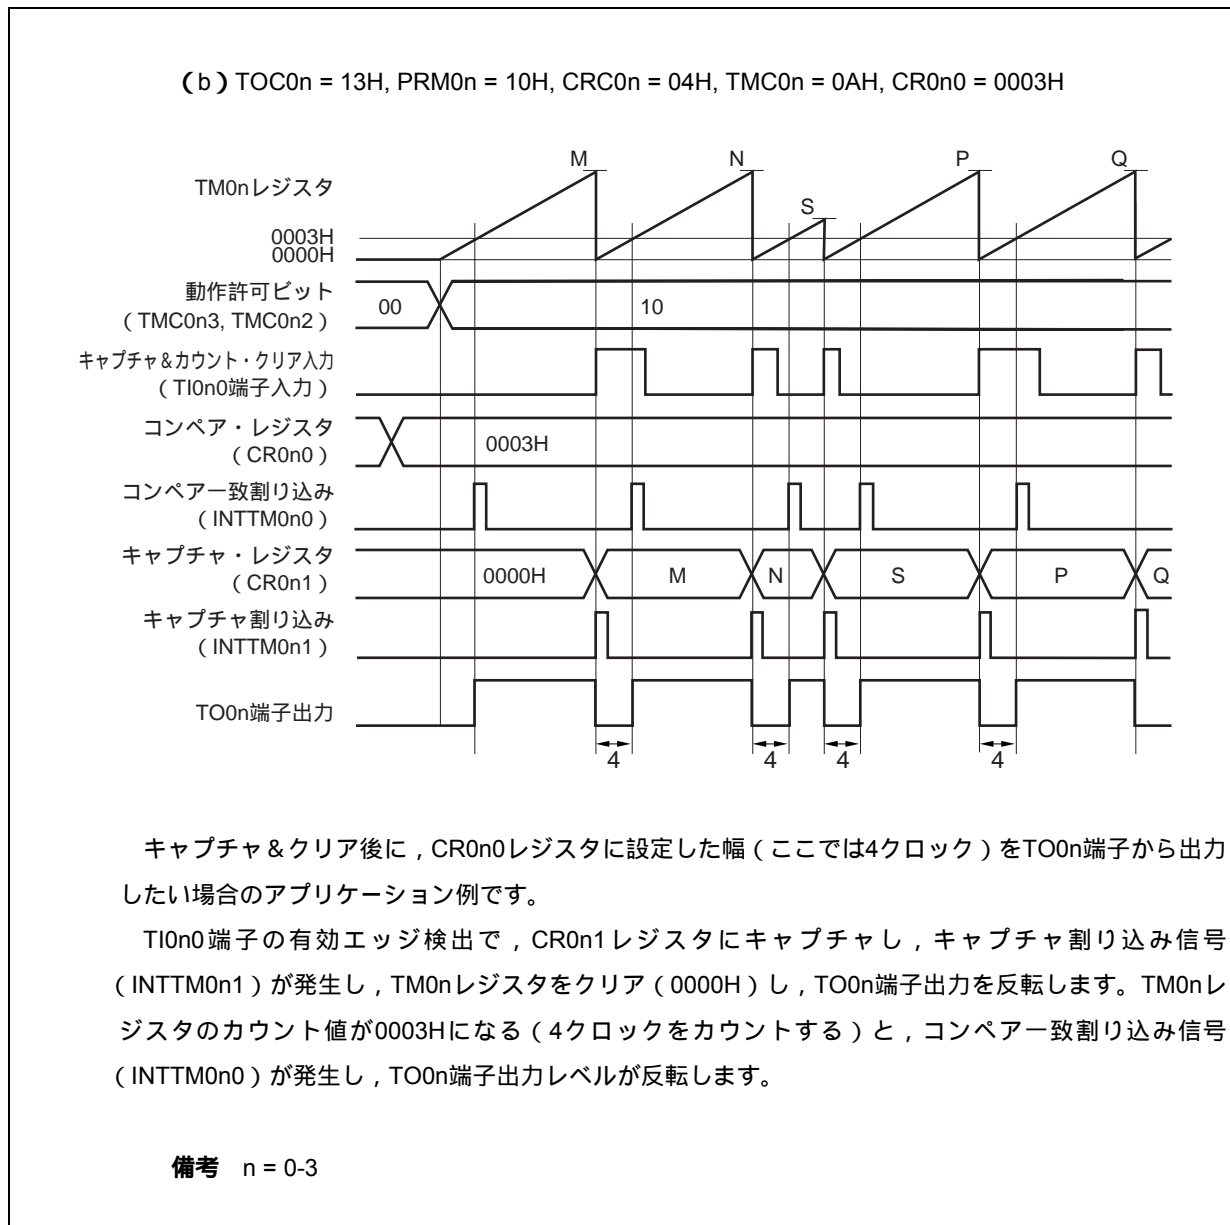 （b）TOC0n = 13H, PRM0n = 10H, CRC0n = 04H, TMC0n = 0AH, CR0n0 = 0003H
M N S P Q
TM0nレジスタ
0003H
0000H
動作許可ビット
（TMC0n3, TMC0n2）
00 10
キャプチャ&カウント・クリア入力
（TI0n0端子入力）
コンペア・レジスタ
（CR0n0）
0003H
コンペア一致割り込み
（INTTM0n0）
キャプチャ・レジスタ
（CR0n1）
0000H M N S P Q
キャプチャ割り込み
（INTTM0n1）
TO0n端子出力
4 4 4 4
キャプチャ&クリア後に，CR0n0レジスタに設定した幅（ここでは4クロック）をTO0n端子から出力
したい場合のアプリケーション例です。
TI0n0端子の有効エッジ検出で，CR0n1レジスタにキャプチャし，キャプチャ割り込み信号
（INTTM0n1）が発生し，TM0nレジスタをクリア（0000H）し，TO0n端子出力を反転します。TM0nレ
ジスタのカウント値が0003Hになる（4クロックをカウントする）と，コンペア一致割り込み信号
（INTTM0n0）が発生し，TO0n端子出力レベルが反転します。
備考 n = 0-3